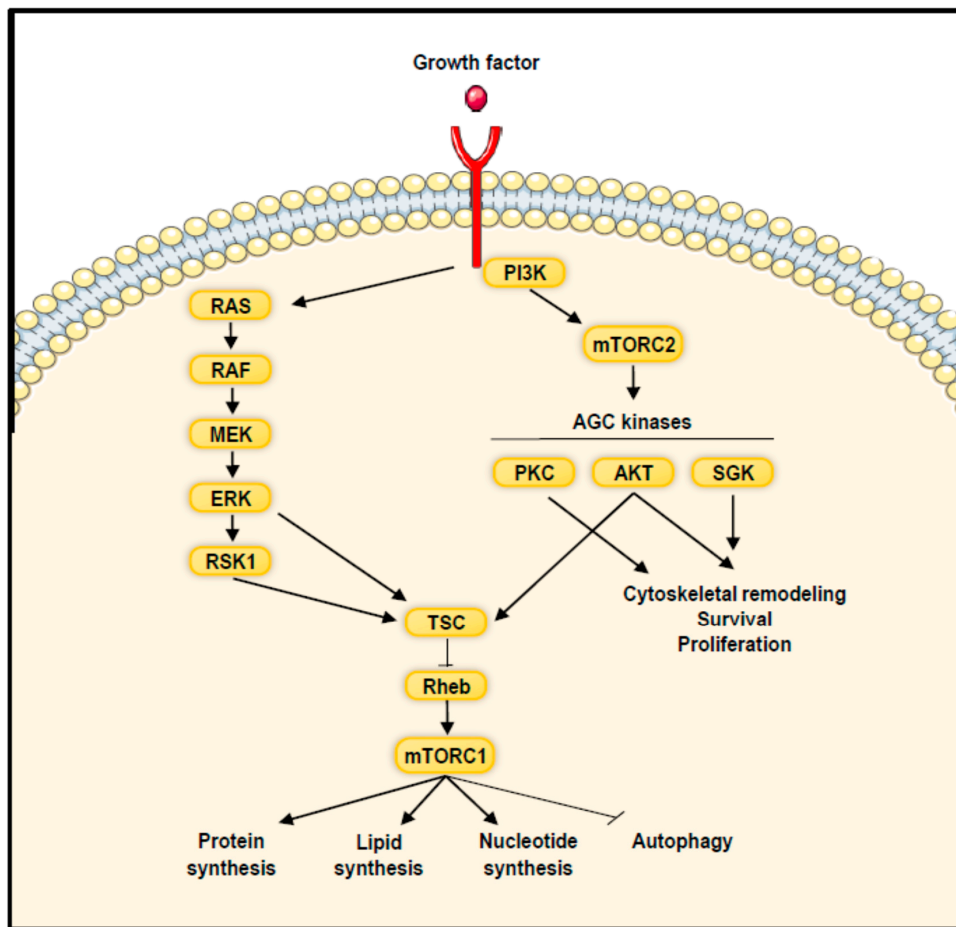 Growth factor
PI3K
RAS
mTORC2
RAF
AGC kinases
MEK
PKC AKT SGK
ERK
RSK1
Cytoskeletal remodeling
Survival
Proliferation
TSC
Rheb
mTORC1
Protein
synthesis
Lipid
synthesis
Nucleotide
synthesis
Autophagy